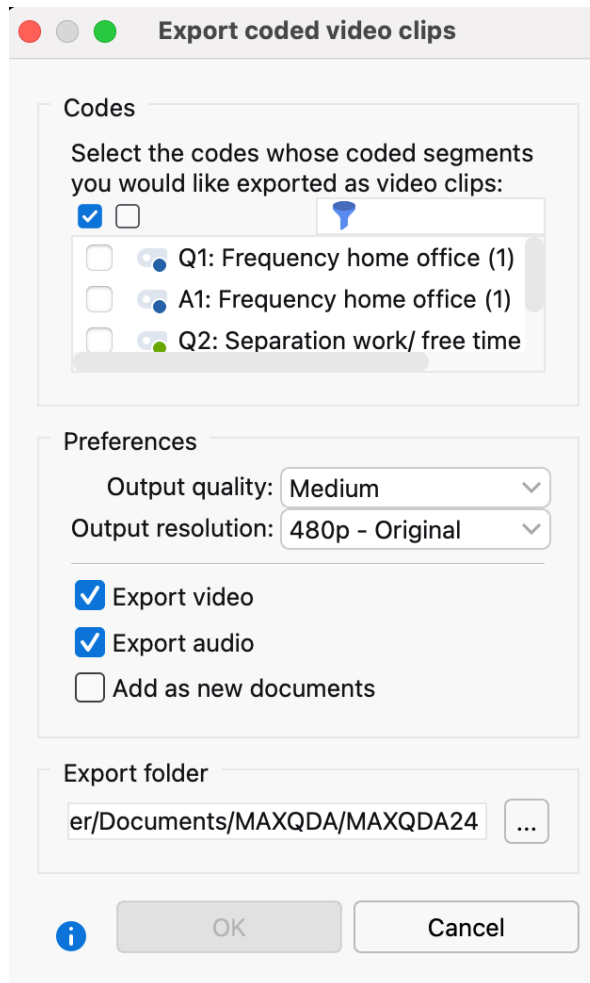 Export coded video clips
Codes
Select the codes whose coded segments
you would like exported as video clips:
Q1: Frequency home office (1)
A1: Frequency home office (1)
Q2: Separation work/ free time
Preferences
Output quality: Medium
Output resolution: 480p - Original
Export video
Export audio
Add as new documents
Export folder
er/Documents/MAXQDA/MAXQDA24 ...
OK Cancel